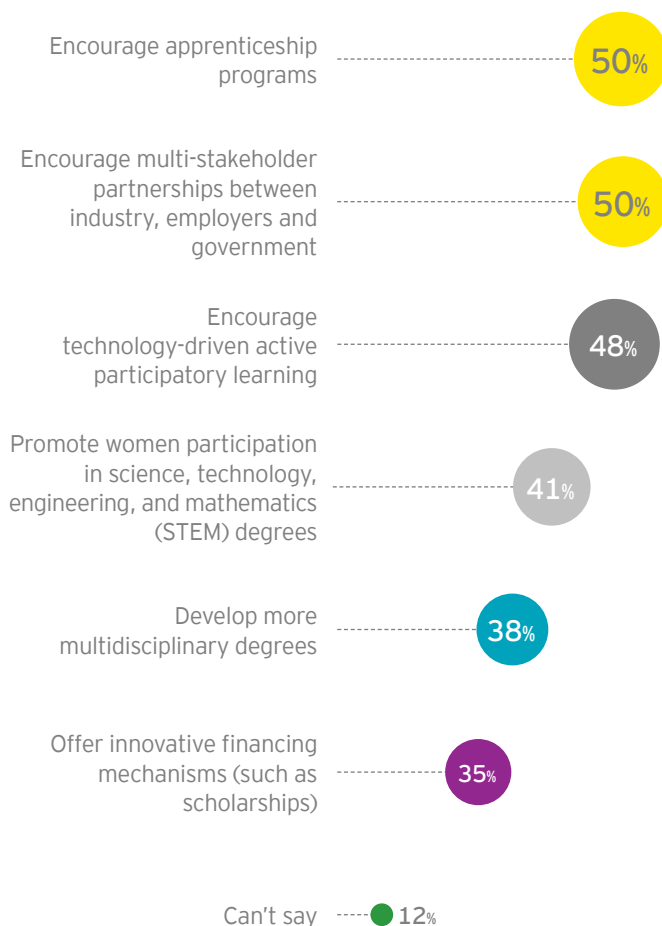 Encourage apprenticeship
programs
50%
Encourage multi-stakeholder
partnerships between
industry, employers and
government
50%
Encourage
technology-driven active
participatory learning
48%
Promote women participation
in science, technology,
engineering, and mathematics
(STEM) degrees
41%
Develop more
multidisciplinary degrees
38%
Offer innovative financing
mechanisms (such as
scholarships)
35%
Can't say
12%